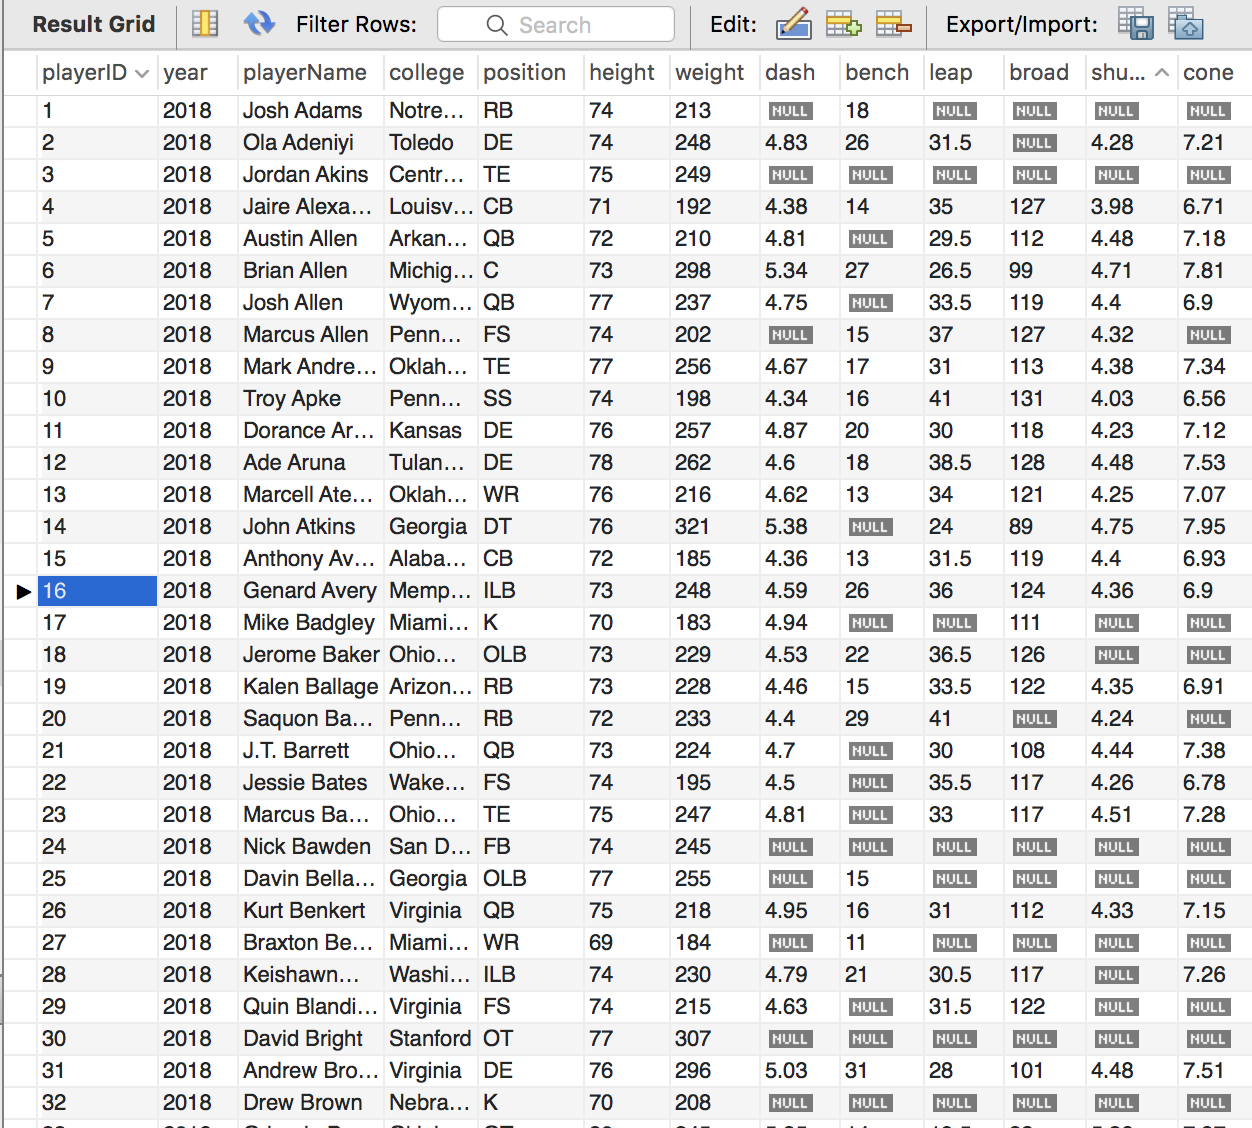 Result Grid Filter Rows: Search Edit: Export/Import:
playerID year playerName college position height weight dash bench leap broad shu... cone
1 2018 Josh Adams Notre... RB 74 213 NULL 18 NULL NULL NULL NULL
2 2018 Ola Adeniyi Toledo DE 74 248 4.83 26 31.5 NULL 4.28 7.21
3 2018 Jordan Akins Centr... TE 75 249 NULL NULL NULL NULL NULL NULL
4 2018 Jaire Alexa... Louisv... CB 71 192 4.38 14 35 127 3.98 6.71
5 2018 Austin Allen Arkan... QB 72 210 4.81 NULL 29.5 112 4.48 7.18
6 2018 Brian Allen Michig... C 73 298 5.34 27 26.5 99 4.71 7.81
7 2018 Josh Allen Wyom... QB 77 237 4.75 NULL 33.5 119 4.4 6.9
8 2018 Marcus Allen Penn... FS 74 202 NULL 15 37 127 4.32 NULL
9 2018 Mark Andre... Oklah... TE 77 256 4.67 17 31 113 4.38 7.34
10 2018 Troy Apke Penn... SS 74 198 4.34 16 41 131 4.03 6.56
11 2018 Dorance Ar... Kansas DE 76 257 4.87 20 30 118 4.23 7.12
12 2018 Ade Aruna Tulan... DE 78 262 4.6 18 38.5 128 4.48 7.53
13 2018 Marcell Ate... Oklah... WR 76 216 4.62 13 34 121 4.25 7.07
14 2018 John Atkins Georgia DT 76 321 5.38 NULL 24 89 4.75 7.95
15 2018 Anthony Av... Alaba... CB 72 185 4.36 13 31.5 119 4.4 6.93
16 2018 Genard Avery Memp... ILB 73 248 4.59 26 36 124 4.36 6.9
17 2018 Mike Badgley Miami... K 70 183 4.94 NULL NULL 111 NULL NULL
18 2018 Jerome Baker Ohio... OLB 73 229 4.53 22 36.5 126 NULL NULL
19 2018 Kalen Ballage Arizon... RB 73 228 4.46 15 33.5 122 4.35 6.91
20 2018 Saquon Ba... Penn... RB 72 233 4.4 29 41 NULL 4.24 NULL
21 2018 J.T. Barrett Ohio... QB 73 224 4.7 NULL 30 108 4.44 7.38
22 2018 Jessie Bates Wake... FS 74 195 4.5 NULL 35.5 117 4.26 6.78
23 2018 Marcus Ba... Ohio... TE 75 247 4.81 NULL 33 117 4.51 7.28
24 2018 Nick Bawden San D... FB 74 245 NULL NULL NULL NULL NULL NULL
25 2018 Davin Bella... Georgia OLB 77 255 NULL 15 NULL NULL NULL NULL
26 2018 Kurt Benkert Virginia QB 75 218 4.95 16 31 112 4.33 7.15
27 2018 Braxton Be... Miami... WR 69 184 NULL 11 NULL NULL NULL NULL
28 2018 Keishawn... Washi... ILB 74 230 4.79 21 30.5 117 NULL 7.26
29 2018 Quin Blandi... Virginia FS 74 215 4.63 NULL 31.5 122 NULL NULL
30 2018 David Bright Stanford OT 77 307 NULL NULL NULL NULL NULL NULL
31 2018 Andrew Bro... Virginia DE 76 296 5.03 31 28 101 4.48 7.51
32 2018 Drew Brown Nebra... K 70 208 NULL NULL NULL NULL NULL NULL